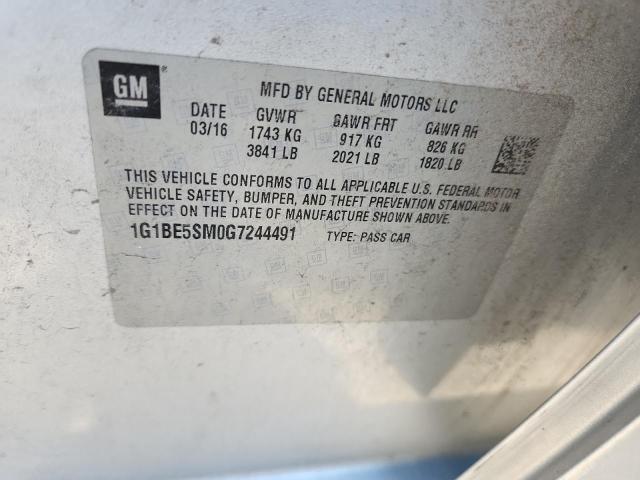 GM
MFD BY GENERAL MOTORS LLC
DATE GVWR GAWR FRT GAWR RR
03/16 1743 KG 917 KG 826 KG
3841 LB 2021 LB 1820 LB
THIS VEHICLE CONFORMS TO ALL APPLICABLE U.S. FEDERAL MOTOR
VEHICLE SAFETY, BUMPER, AND THEFT PREVENTION STANDARDS IN
EFFECT ON THE DATE OF MANUFACTURE SHOWN ABOVE.
1G1BE5SM0G7244491 TYPE: PASS CAR